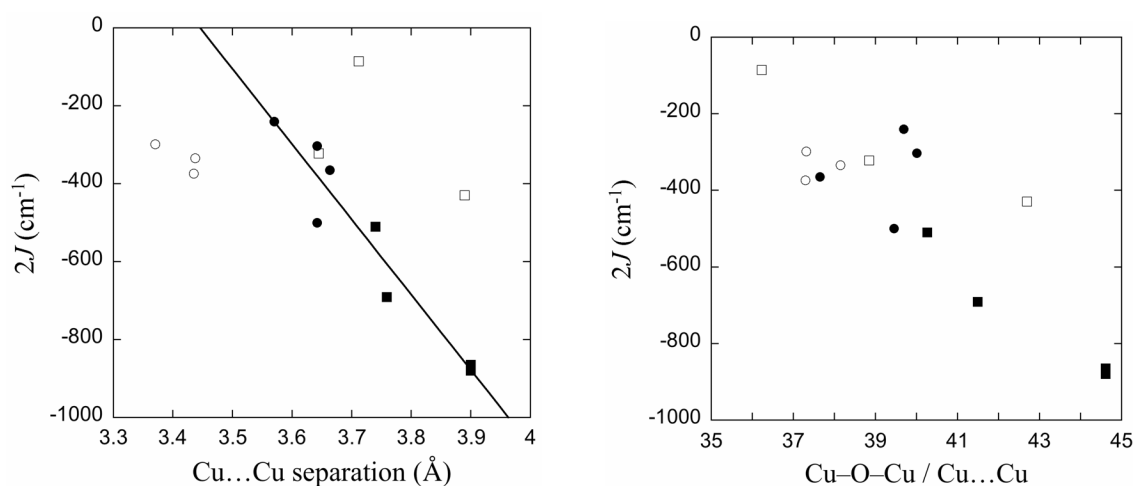 0
-200
-400
-600
-800
-1000
2J (cm⁻¹)
3.3 3.4 3.5 3.6 3.7 3.8 3.9 4
Cu…Cu separation (Å)
0
-200
-400
-600
-800
-1000
2J (cm⁻¹)
35 37 39 41 43 45
Cu–O–Cu / Cu…Cu